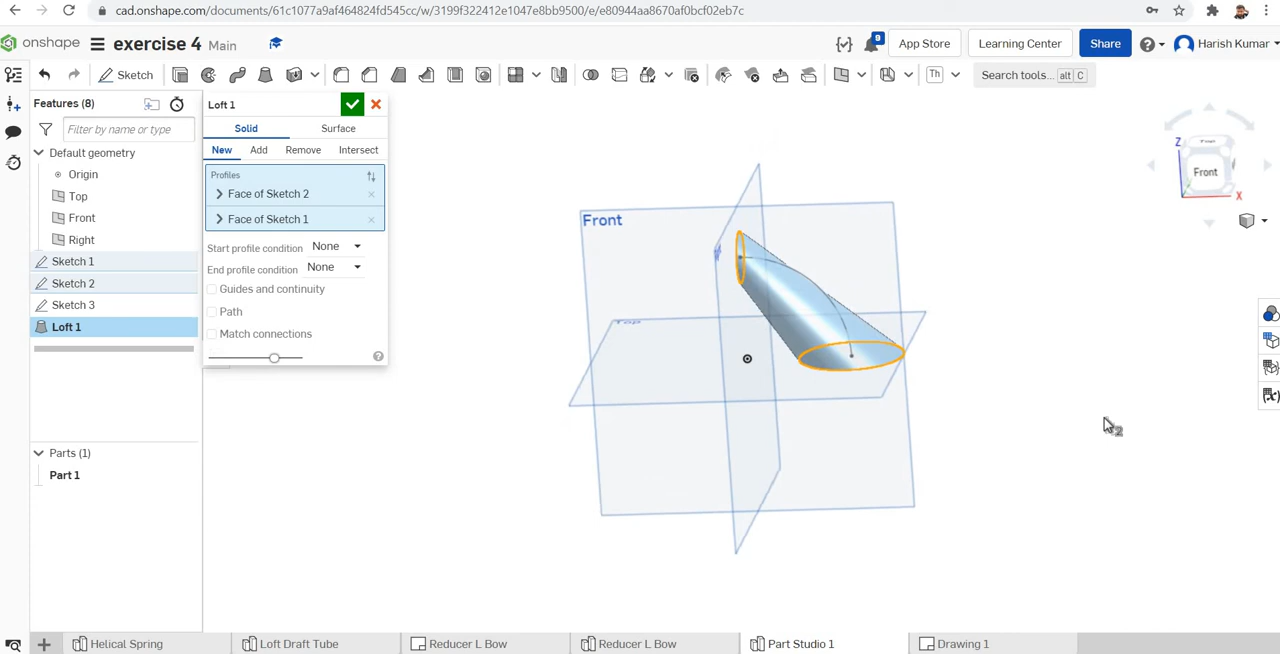 cad.onshape.com/documents/61c1077a9af464824fd545cc/w/3199f322412e1047e8bb9500/e/e80944aa8670af0bcf02eb7c
onshape
exercise 4 Main
9
App Store
Learning Center
Share
Harish Kumar
Sketch
Th
Search tools... alt C
Features (8)
Filter by name or type
Default geometry
Origin
Top
Front
Right
Sketch 1
Sketch 2
Sketch 3
Loft 1
Parts (1)
Part 1
Loft 1
Solid
Surface
New
Add
Remove
Intersect
Profiles
Face of Sketch 2
Face of Sketch 1
Start profile condition None
End profile condition None
Guides and continuity
Path
Match connections
Front
Top
Top
Z
Front
X
Helical Spring
Loft Draft Tube
Reducer L Bow
Reducer L Bow
Part Studio 1
Drawing 1